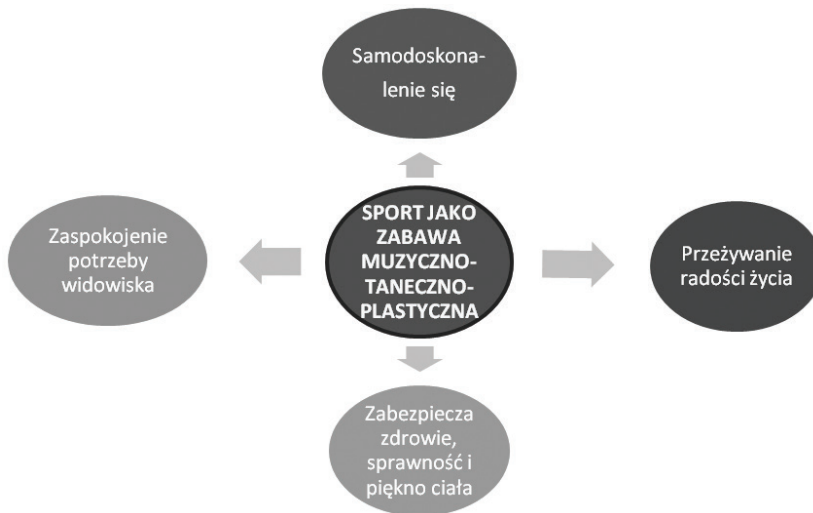 Samodoskona-
lenie się
Zaspokojenie
potrzeby
widowiska
SPORT JAKO
ZABAWA
MUZYCZNO-
TANECZNO-
PLASTYCZNA
Przeżywanie
radości życia
Zabezpiecza
zdrowie,
sprawność i
piękno ciała